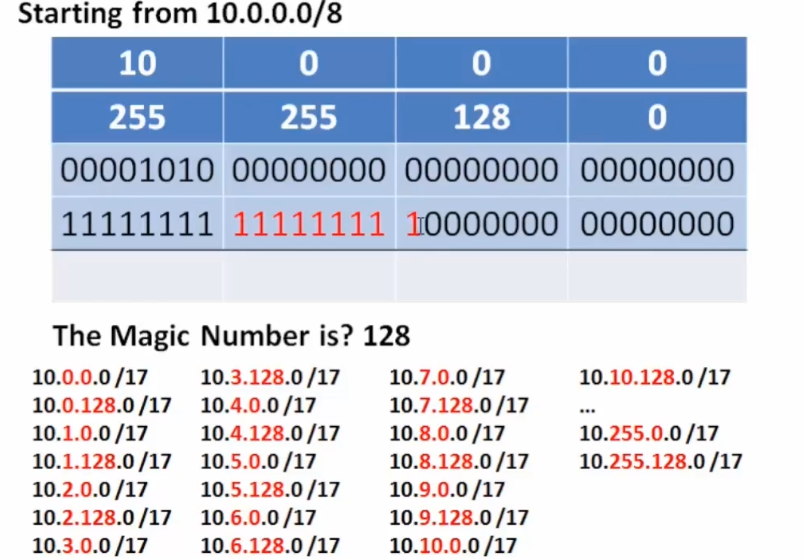 Starting from 10.0.0.0/8
10 0 0 0
255 255 128 0
00001010 00000000 00000000 00000000
11111111 11111111 10000000 00000000
The Magic Number is? 128
10.0.0.0/17 10.3.128.0/17 10.7.0.0/17 10.10.128.0/17
10.0.128.0/17 10.4.0.0/17 10.7.128.0/17 ...
10.1.0.0/17 10.4.128.0/17 10.8.0.0/17 10.255.0.0/17
10.1.128.0/17 10.5.0.0/17 10.8.128.0/17 10.255.128.0/17
10.2.0.0/17 10.5.128.0/17 10.9.0.0/17
10.2.128.0/17 10.6.0.0/17 10.9.128.0/17
10.3.0.0/17 10.6.128.0/17 10.10.0.0/17